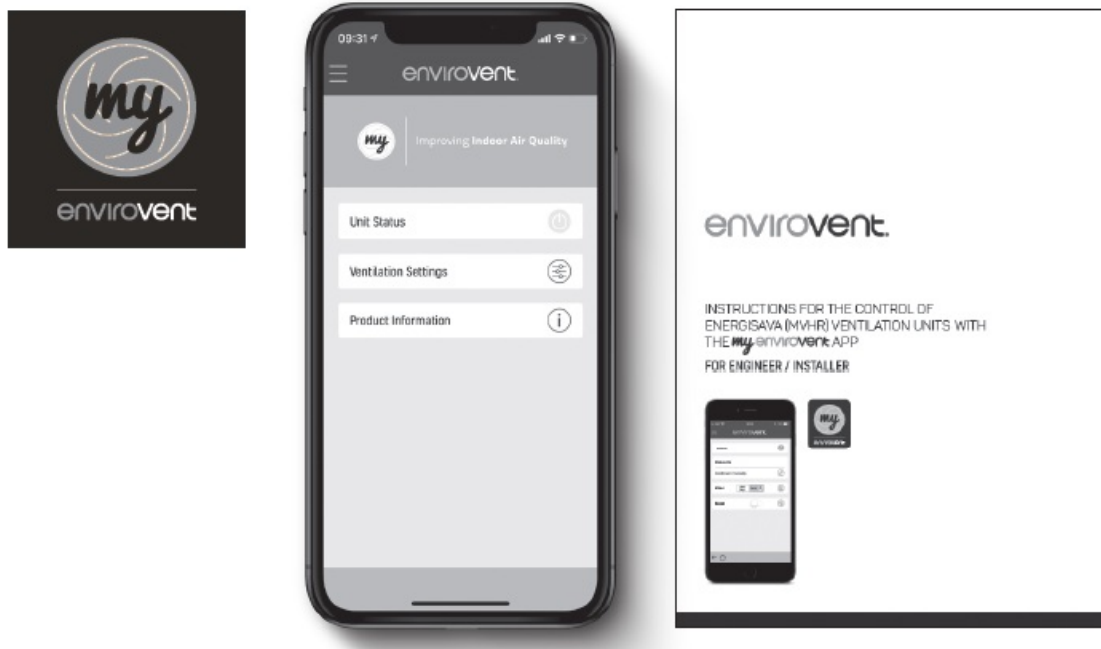 my
envirovent
09:31
envirovent.
my
Improving Indoor Air Quality
Unit Status
Ventilation Settings
Product Information
envirovent.
INSTRUCTIONS FOR THE CONTROL OF
ENERGISAVA (MVHR) VENTILATION UNITS WITH
THE my envirovent APP
FOR ENGINEER / INSTALLER
my
envirovent